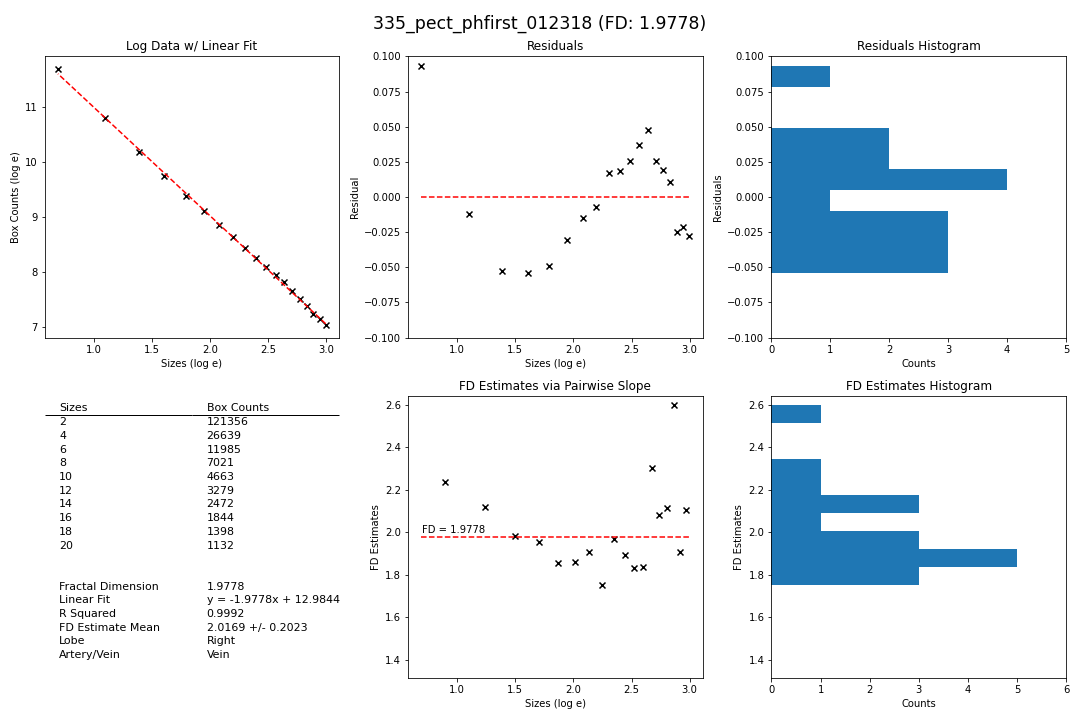 335_pect_phfirst_012318 (FD: 1.9778)
Log Data w/ Linear Fit
Box Counts (log e)
11
10
9
8
7
1.0 1.5 2.0 2.5 3.0
Sizes (log e)
Residuals
Residual
0.100
0.075
0.050
0.025
0.000
−0.025
−0.050
−0.075
−0.100
1.0 1.5 2.0 2.5 3.0
Sizes (log e)
Residuals Histogram
Residuals
0.100
0.075
0.050
0.025
0.000
−0.025
−0.050
−0.075
−0.100
0 1 2 3 4 5
Counts
Sizes Box Counts
2 121356
4 26639
6 11985
8 7021
10 4663
12 3279
14 2472
16 1844
18 1398
20 1132
Fractal Dimension 1.9778
Linear Fit y = -1.9778x + 12.9844
R Squared 0.9992
FD Estimate Mean 2.0169 +/- 0.2023
Lobe Right
Artery/Vein Vein
FD Estimates via Pairwise Slope
FD Estimates
2.6
2.4
2.2
2.0
1.8
1.6
1.4
FD = 1.9778
1.0 1.5 2.0 2.5 3.0
Sizes (log e)
FD Estimates Histogram
FD Estimates
2.6
2.4
2.2
2.0
1.8
1.6
1.4
0 1 2 3 4 5 6
Counts